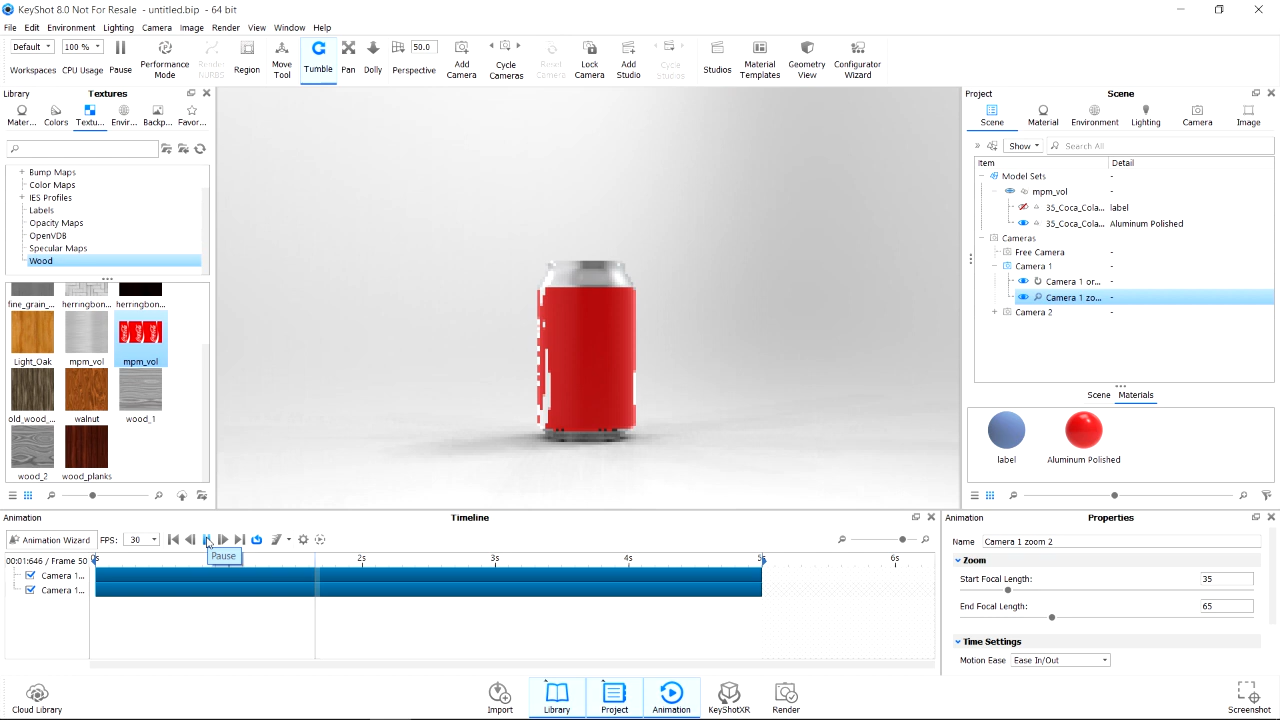 KeyShot 8.0 Not For Resale - untitled.bip - 64 bit
File Edit Environment Lighting Camera Image Render View Window Help
Default 100 % 50.0
Workspaces CPU Usage Pause Performance Mode Render NURBS Region Move Tool Tumble Pan Dolly Perspective Add Camera Cycle Cameras Reset Camera Lock Camera Add Studio Cycle Studios Studios Material Templates Geometry View Configurator Wizard
Library Textures
Mater... Colors Textu... Envir... Backp... Favor...
Bump Maps
Color Maps
IES Profiles
Labels
Opacity Maps
OpenVDB
Specular Maps
Wood
fine_grain_... herringbon... herringbon...
Light_Oak mpm_vol mpm_vol
old_wood_... walnut wood_1
wood_2 wood_planks
Project Scene
Scene Material Environment Lighting Camera Image
Show Search All
Item Detail
Model Sets -
mpm_vol -
35_Coca_Cola... label
35_Coca_Cola... Aluminum Polished
Cameras -
Free Camera -
Camera 1 -
Camera 1 or... -
Camera 1 zo... -
Camera 2 -
Scene Materials
label Aluminum Polished
Animation Timeline
Animation Wizard FPS: 30
Pause
00:01:646 / Frame 50 0s 2s 3s 4s 5s 6s
Camera 1...
Camera 1...
Animation Properties
Name Camera 1 zoom 2
Zoom
Start Focal Length: 35
End Focal Length: 65
Time Settings
Motion Ease Ease In/Out
Cloud Library Import Library Project Animation KeyShotXR Render Screenshot